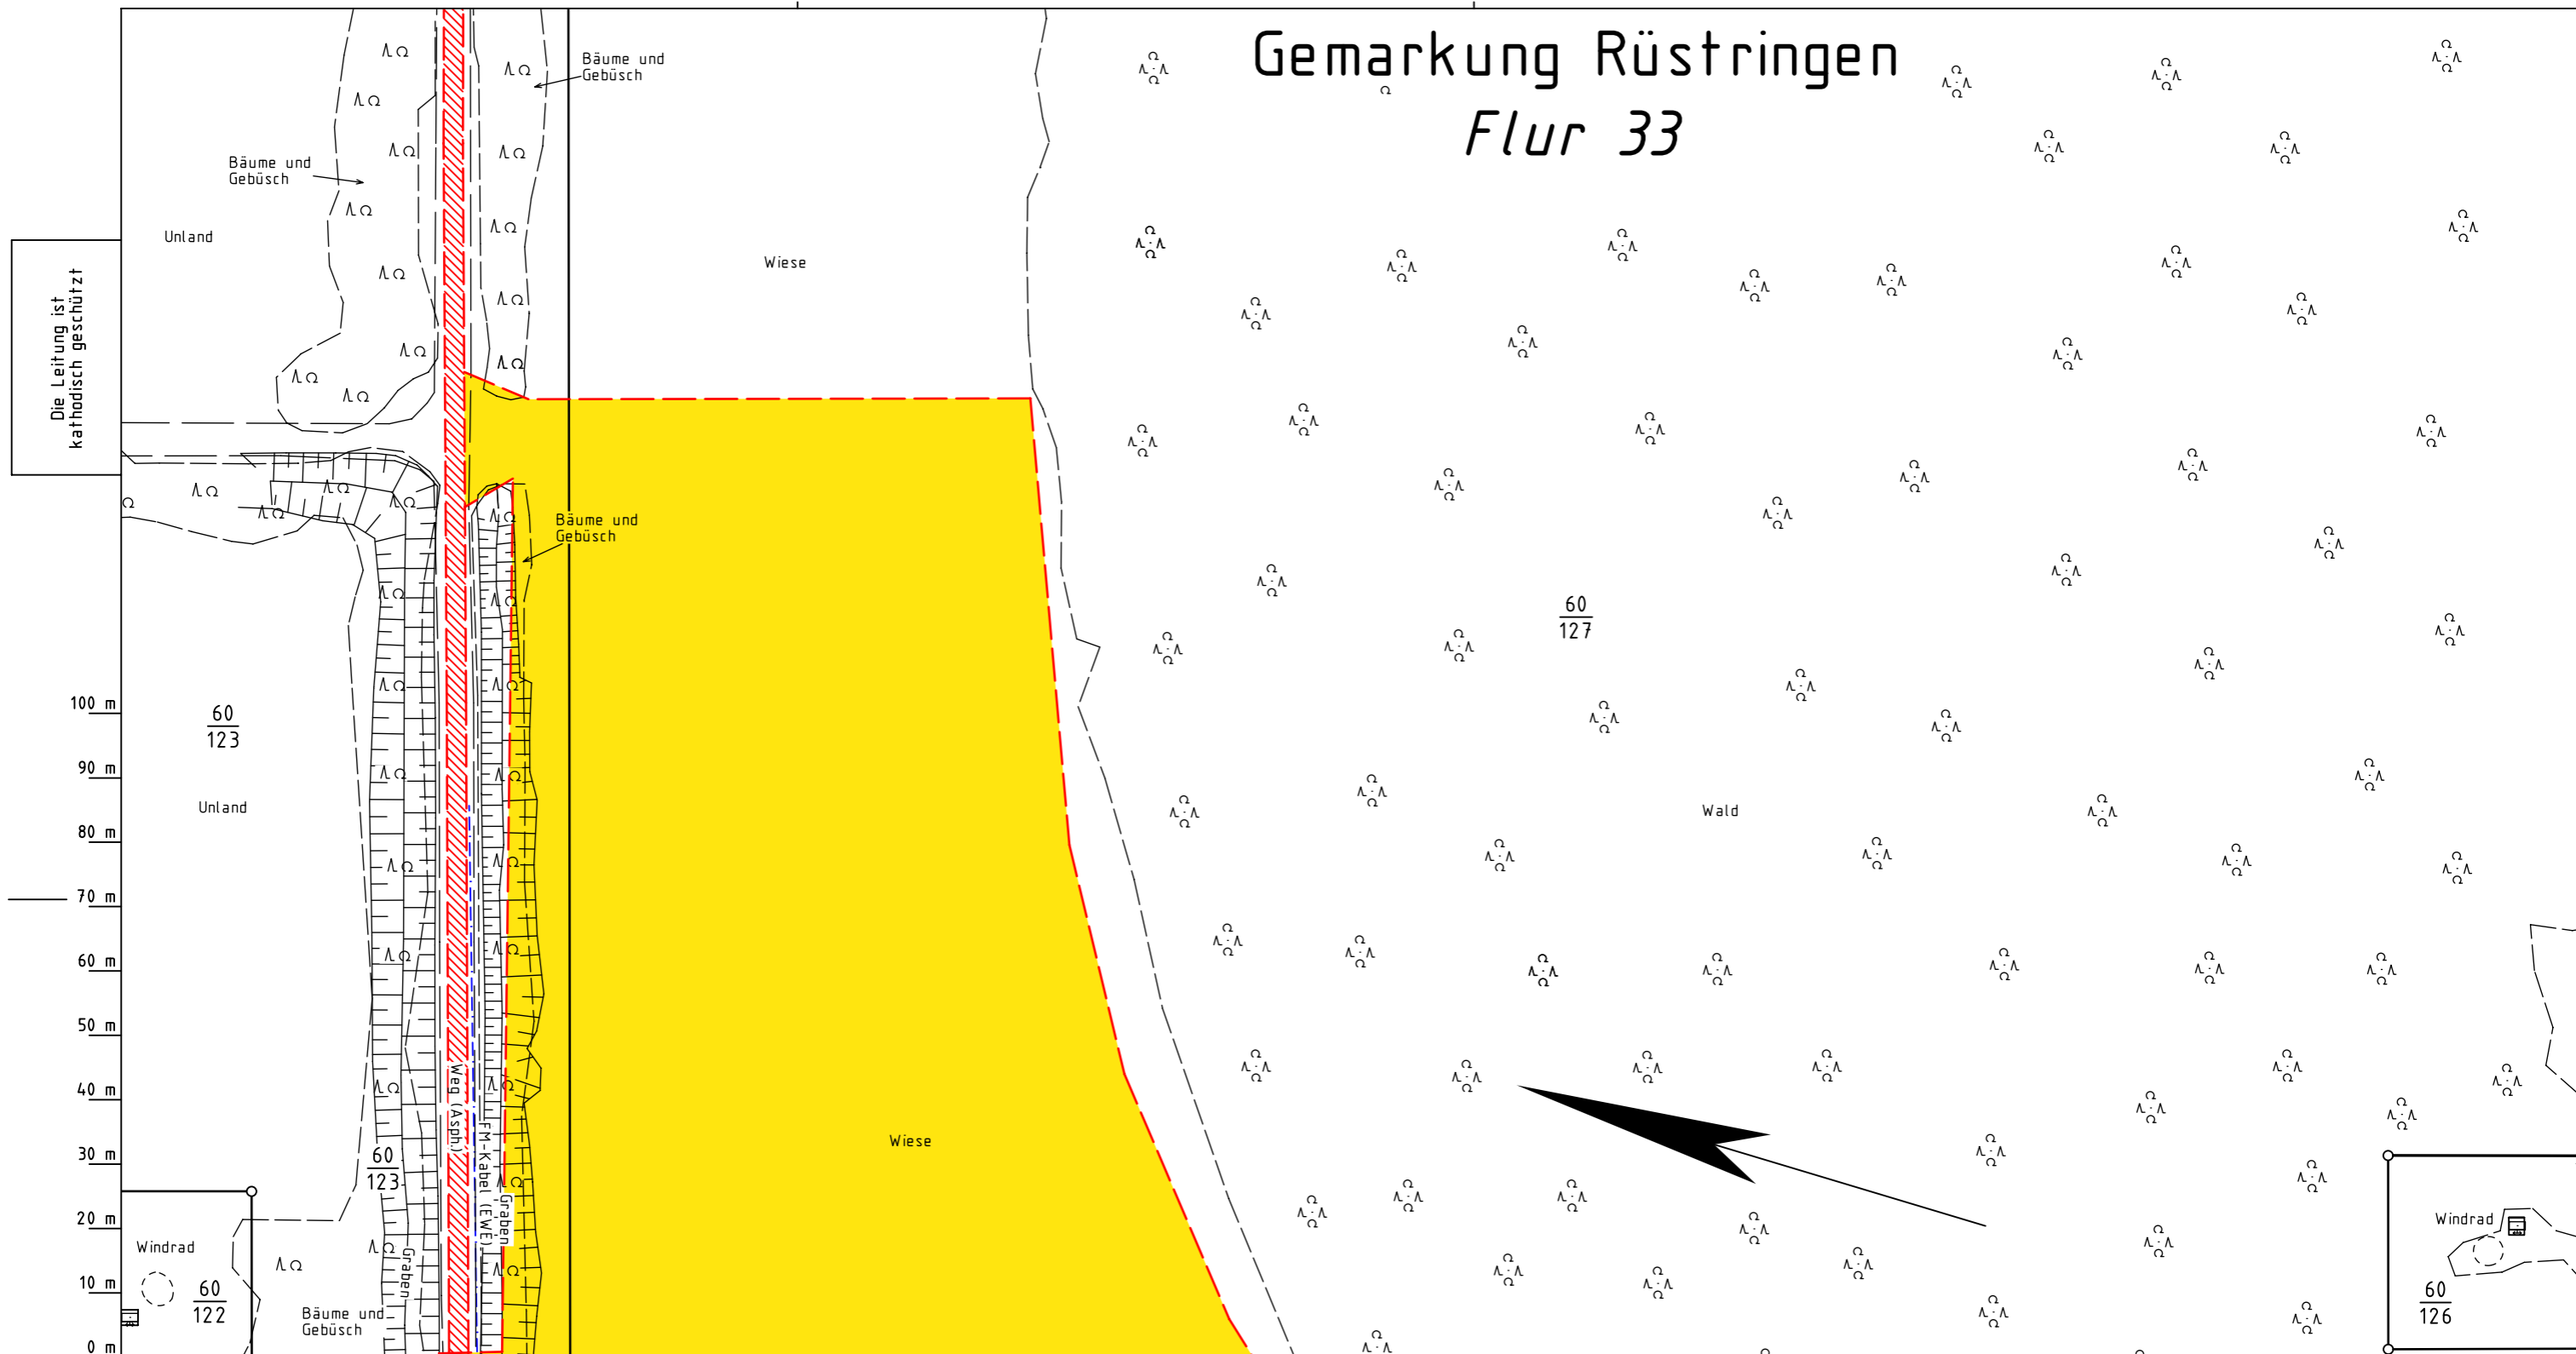 Gemarkung Rüstringen
Flur 33
Bäume und
Gebüsch
Bäume und
Gebüsch
Unland
Wiese
Die Leitung ist
kathodisch geschützt
Bäume und
Gebüsch
60
127
60
123
Unland
Wald
100 m
90 m
80 m
70 m
60 m
50 m
40 m
30 m
20 m
10 m
0 m
Weg (Asph.)
FM-Kabel (EWE)
Graben
Graben
Wiese
60
123
Windrad
60
122
Bäume und
Gebüsch
Windrad
60
126